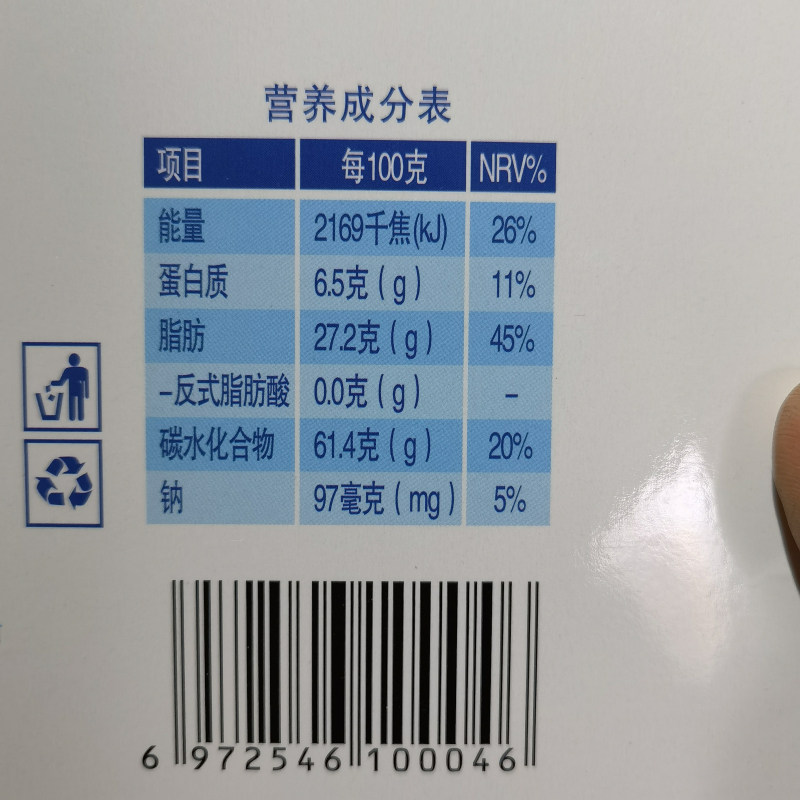 营养成分表
项目 每100克 NRV%
能量 2169千焦(kJ) 26%
蛋白质 6.5克(g) 11%
脂肪 27.2克(g) 45%
-反式脂肪酸 0.0克(g) -
碳水化合物 61.4克(g) 20%
钠 97毫克(mg) 5%
6 972546 100046